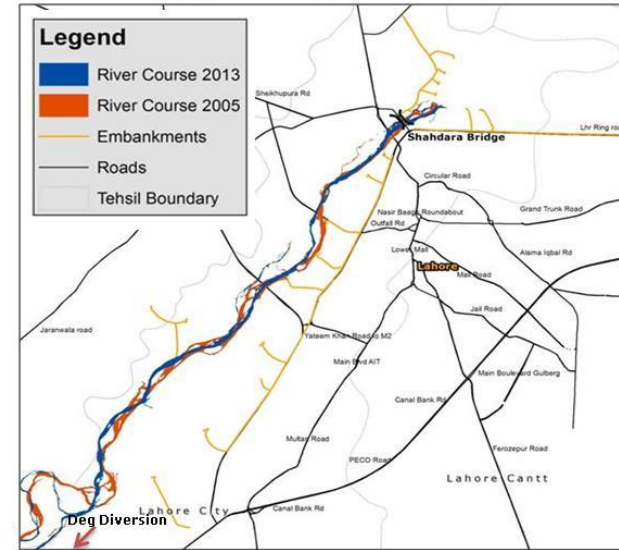 Legend
River Course 2013
River Course 2005
Embankments
Roads
Tehsil Boundary
Sheikhupura Rd
Lhr Ring roa
Shahdara Bridge
Circular Road
Nasir Baagh Roundabout
Grand Trunk Road
Outfall Rd
Lower Mall
Alama Iqbal Rd
Lahore
Mall Road
Jail Road
Jaranwala road
Yateem Khan Road to M2
Main Blvd AIT
Main Boulevard Gulberg
Canal Bank Rd
Multan Road
Ferozepur Road
PECO Road
Lahore Cantt
Lahore City
Canal Bank Rd
Deg Diversion